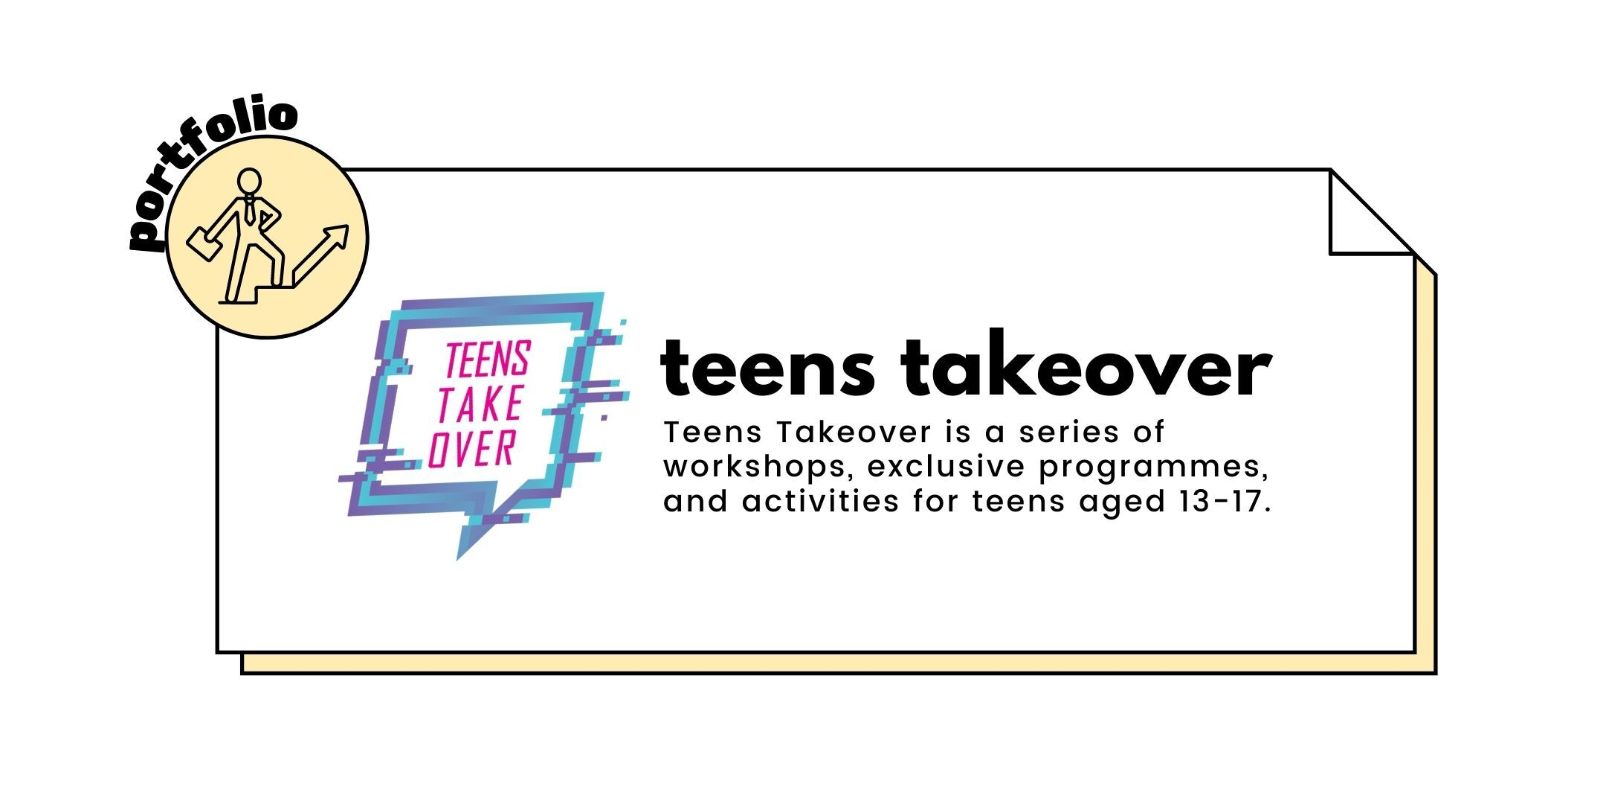 portfolio
TEENS
TAKE
OVER
teens takeover
Teens Takeover is a series of
workshops, exclusive programmes,
and activities for teens aged 13-17.